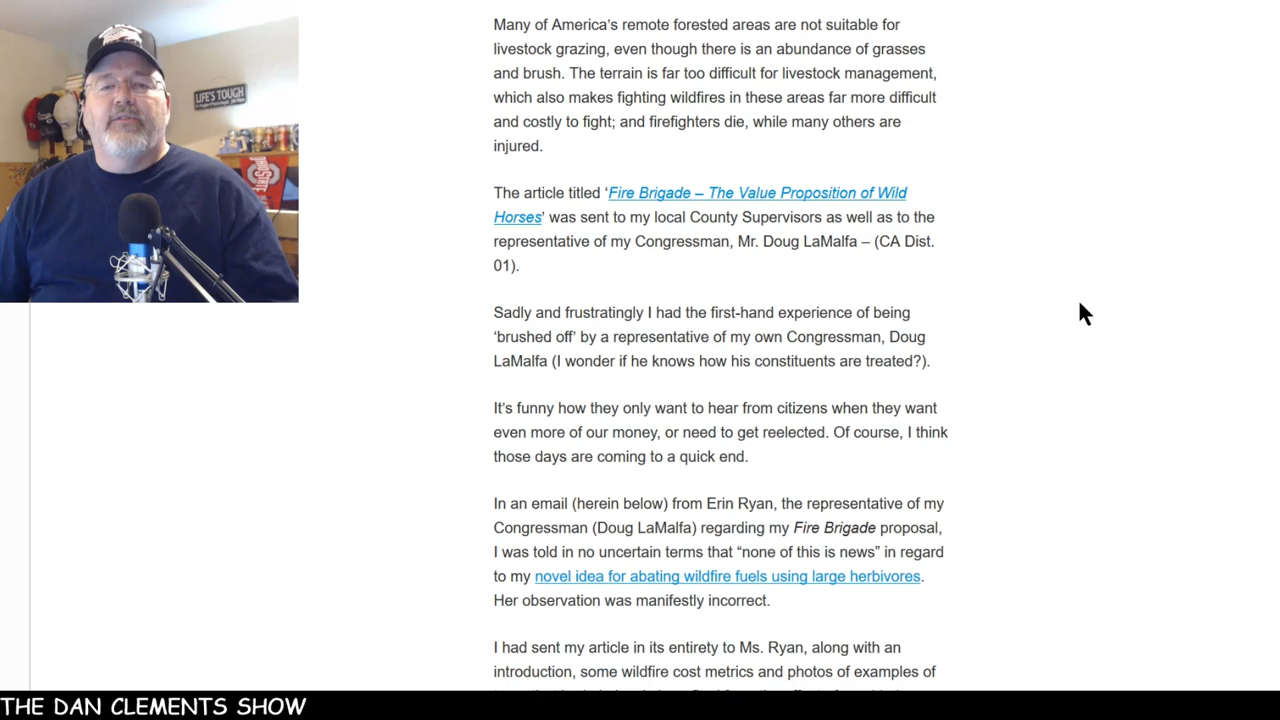 LIFE'S TOUGH
Many of America's remote forested areas are not suitable for
livestock grazing, even though there is an abundance of grasses
and brush. The terrain is far too difficult for livestock management,
which also makes fighting wildfires in these areas far more difficult
and costly to fight; and firefighters die, while many others are
injured.
The article titled ‘Fire Brigade – The Value Proposition of Wild
Horses’ was sent to my local County Supervisors as well as to the
representative of my Congressman, Mr. Doug LaMalfa – (CA Dist.
01).
Sadly and frustratingly I had the first-hand experience of being
‘brushed off’ by a representative of my own Congressman, Doug
LaMalfa (I wonder if he knows how his constituents are treated?).
It’s funny how they only want to hear from citizens when they want
even more of our money, or need to get reelected. Of course, I think
those days are coming to a quick end.
In an email (herein below) from Erin Ryan, the representative of my
Congressman (Doug LaMalfa) regarding my Fire Brigade proposal,
I was told in no uncertain terms that “none of this is news” in regard
to my novel idea for abating wildfire fuels using large herbivores.
Her observation was manifestly incorrect.
I had sent my article in its entirety to Ms. Ryan, along with an
introduction, some wildfire cost metrics and photos of examples of
THE DAN CLEMENTS SHOW